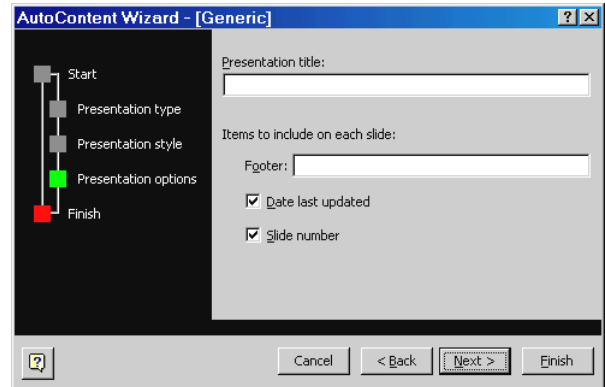 AutoContent Wizard - [Generic]
Start
Presentation type
Presentation style
Presentation options
Finish
Presentation title:
Items to include on each slide:
Footer:
Date last updated
Slide number
Cancel
< Back
Next >
Finish